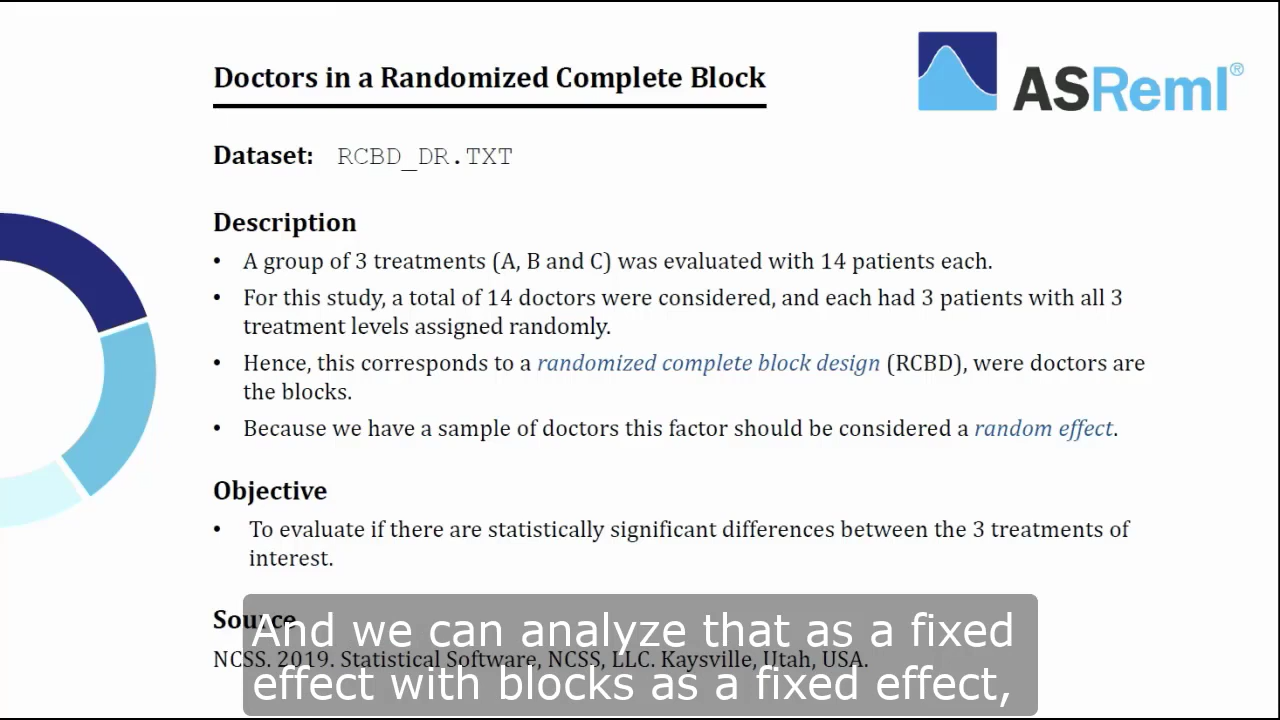 Doctors in a Randomized Complete Block
ASReml®
Dataset: RCBD_DR.TXT
Description
• A group of 3 treatments (A, B and C) was evaluated with 14 patients each.
• For this study, a total of 14 doctors were considered, and each had 3 patients with all 3
treatment levels assigned randomly.
• Hence, this corresponds to a randomized complete block design (RCBD), were doctors are
the blocks.
• Because we have a sample of doctors this factor should be considered a random effect.
Objective
• To evaluate if there are statistically significant differences between the 3 treatments of
interest.
Source
NCSS. 2019. Statistical Software, NCSS, LLC. Kaysville, Utah, USA.
And we can analyze that as a fixed
effect with blocks as a fixed effect,